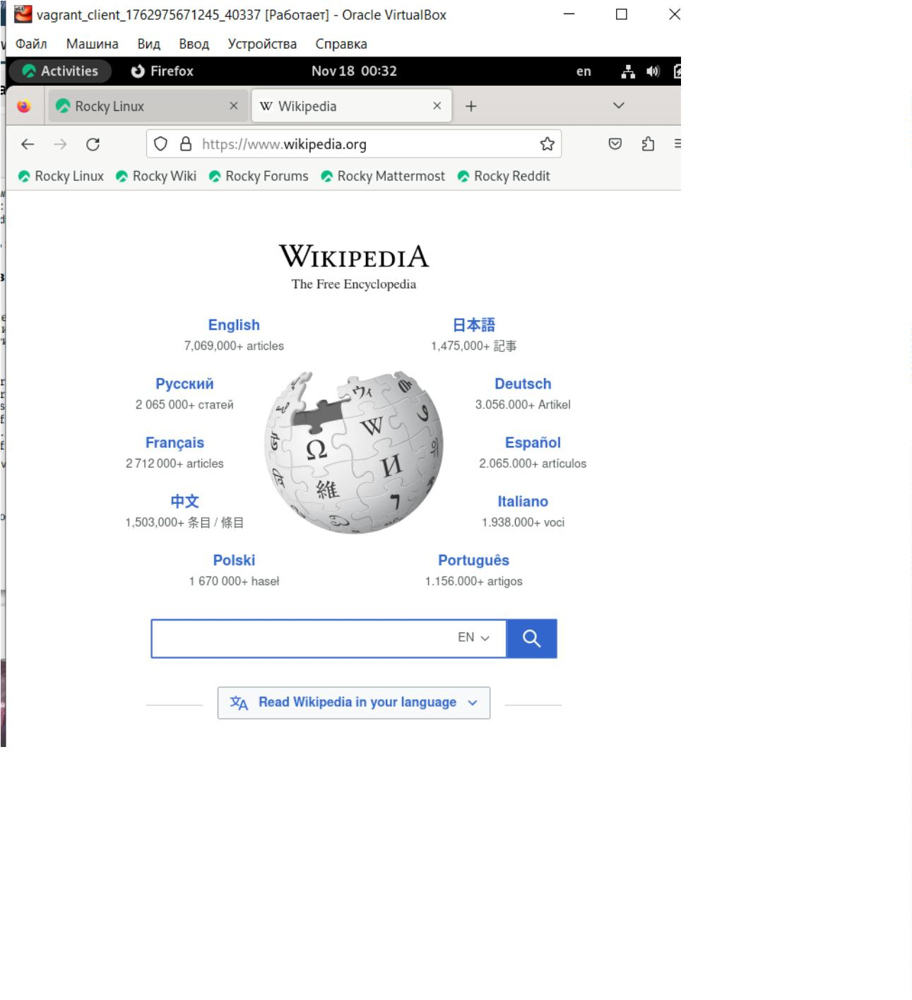 vagrant_client_1762975671245_40337 [Работает] - Oracle VirtualBox
Файл Машина Вид Ввод Устройства Справка
Activities Firefox Nov 18 00:32 en
Rocky Linux Wikipedia
https://www.wikipedia.org
Rocky Linux Rocky Wiki Rocky Forums Rocky Mattermost Rocky Reddit
WIKIPEDIA
The Free Encyclopedia
English 日本語
7,069,000+ articles 1,475,000+ 記事
Русский Deutsch
2 065 000+ статей 3.056.000+ Artikel
Français Español
2 712 000+ articles 2.065.000+ artículos
中文 Italiano
1,503,000+ 条目 / 條目 1.938.000+ voci
Polski Português
1 670 000+ haseł 1.156.000+ artigos
Ω W И 維 ウィ
EN
Read Wikipedia in your language